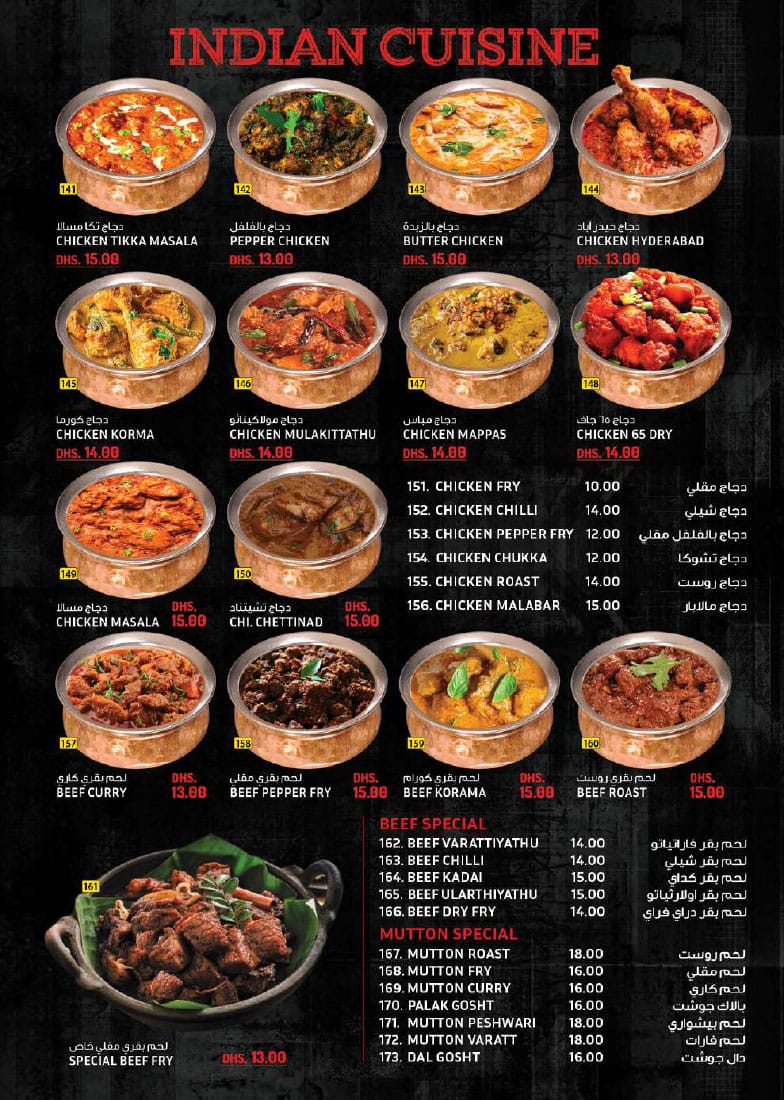 INDIAN CUISINE
141
دجاج تكا مسالا
CHICKEN TIKKA MASALA
DHS. 15.00
142
دجاج بالفلفل
PEPPER CHICKEN
DHS. 13.00
143
دجاج بالزبدة
BUTTER CHICKEN
DHS. 15.00
144
دجاج حيدر آباد
CHICKEN HYDERABAD
DHS. 13.00
145
دجاج كورما
CHICKEN KORMA
DHS. 14.00
146
دجاج مولاكيتاتو
CHICKEN MULAKITTATHU
DHS. 14.00
147
دجاج مباس
CHICKEN MAPPAS
DHS. 14.00
148
دجاج ٦٥ جاف
CHICKEN 65 DRY
DHS. 14.00
149
دجاج مسالا
CHICKEN MASALA
DHS. 15.00
150
دجاج تشيتناد
CHI. CHETTINAD
DHS. 15.00
151. CHICKEN FRY 10.00 دجاج مقلي
152. CHICKEN CHILLI 14.00 دجاج شيلي
153. CHICKEN PEPPER FRY 12.00 دجاج بالفلفل مقلي
154. CHICKEN CHUKKA 12.00 دجاج تشوكا
155. CHICKEN ROAST 14.00 دجاج روست
156. CHICKEN MALABAR 15.00 دجاج مالابار
157
لحم بقري كاري
BEEF CURRY
DHS. 13.00
158
لحم بقري مقلي
BEEF PEPPER FRY
DHS. 15.00
159
لحم بقري كورام
BEEF KORAMA
DHS. 15.00
160
لحم بقري روست
BEEF ROAST
DHS. 15.00
161
لحم بقري مقلي خاص
SPECIAL BEEF FRY
DHS. 13.00
BEEF SPECIAL
162. BEEF VARATTIYATHU 14.00 لحم بقر فاراتياتو
163. BEEF CHILLI 14.00 لحم بقر شيلي
164. BEEF KADAI 15.00 لحم بقر كداي
165. BEEF ULARTHIYATHU 15.00 لحم بقر اولارثياتو
166. BEEF DRY FRY 14.00 لحم بقر دراي فراي
MUTTON SPECIAL
167. MUTTON ROAST 18.00 لحم روست
168. MUTTON FRY 16.00 لحم مقلي
169. MUTTON CURRY 16.00 لحم كاري
170. PALAK GOSHT 16.00 بالاك جوشت
171. MUTTON PESHWARI 18.00 لحم بيشواري
172. MUTTON VARATT 18.00 لحم فارات
173. DAL GOSHT 16.00 دال جوشت